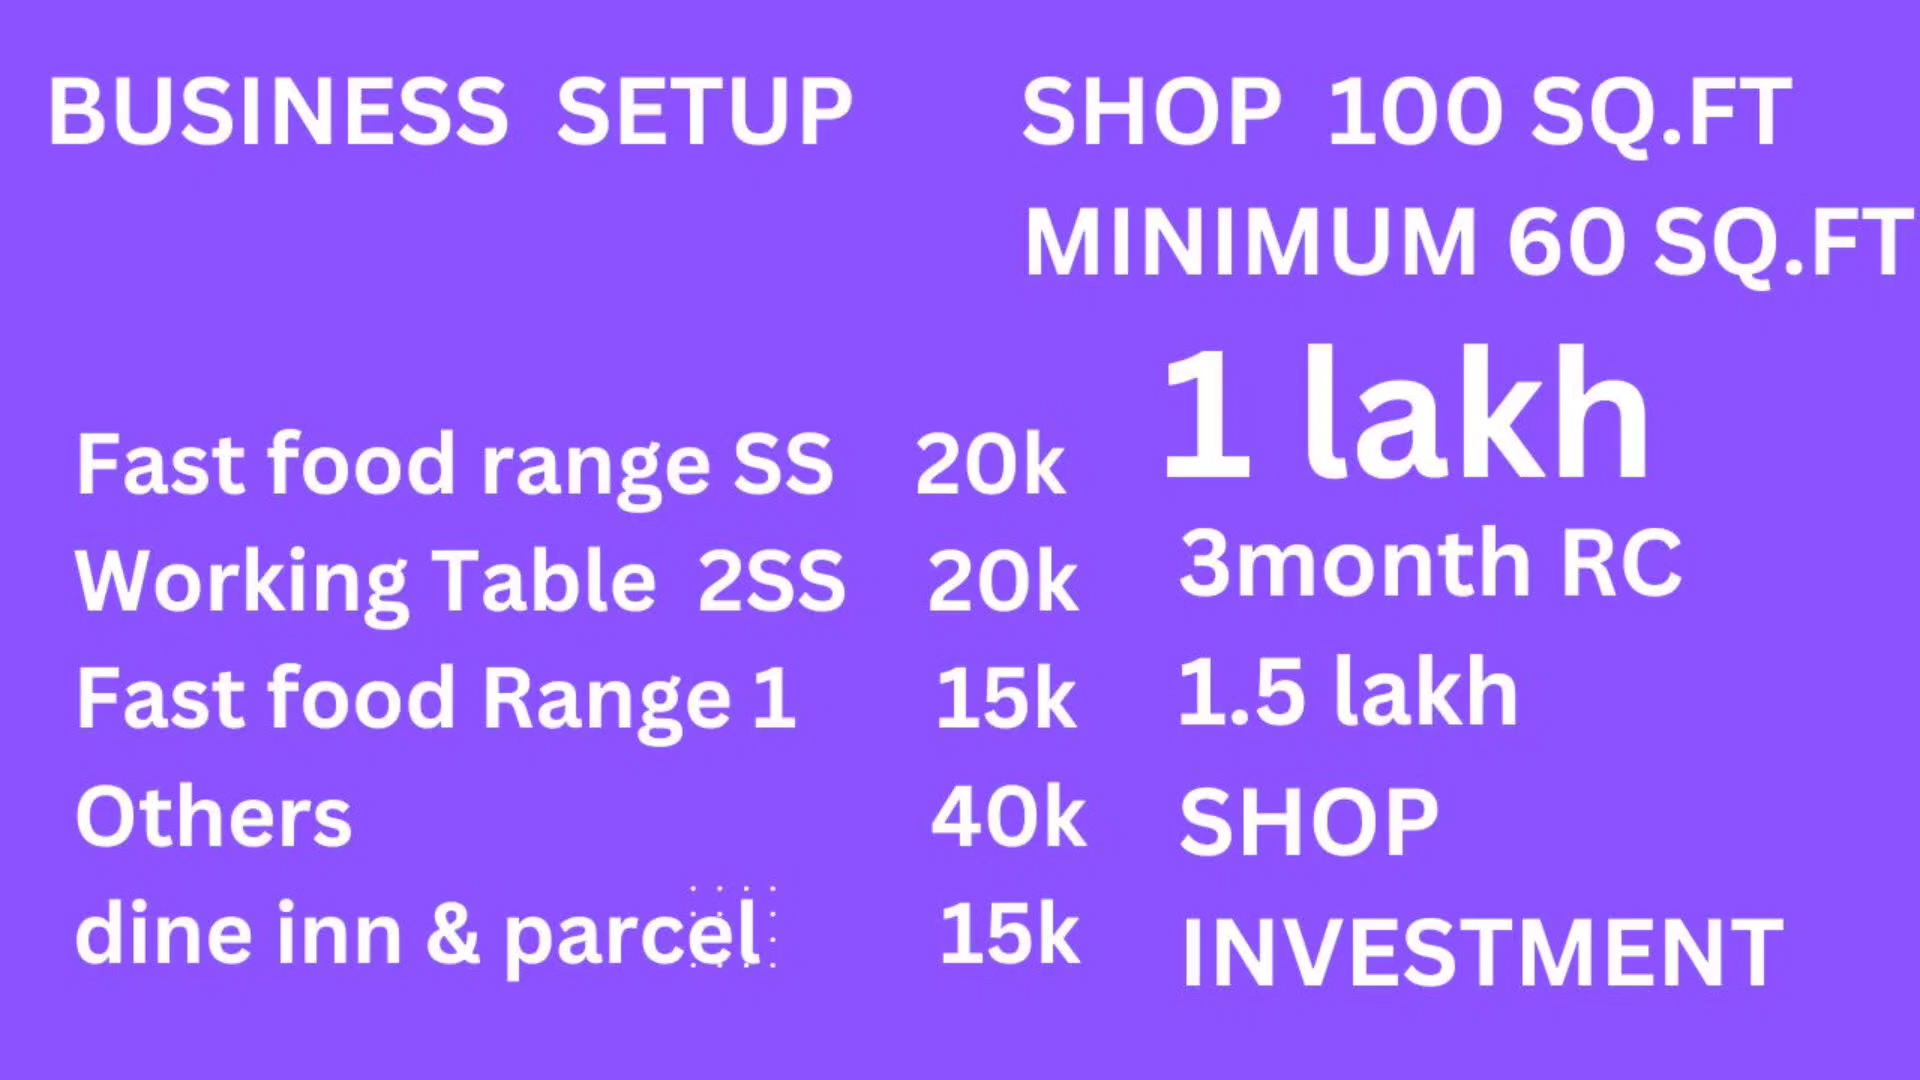 BUSINESS SETUP
SHOP 100 SQ.FT
MINIMUM 60 SQ.FT
Fast food range SS 20k
Working Table 2SS 20k
Fast food Range 1 15k
Others 40k
dine inn & parcel 15k
1 lakh
3month RC
1.5 lakh
SHOP
INVESTMENT